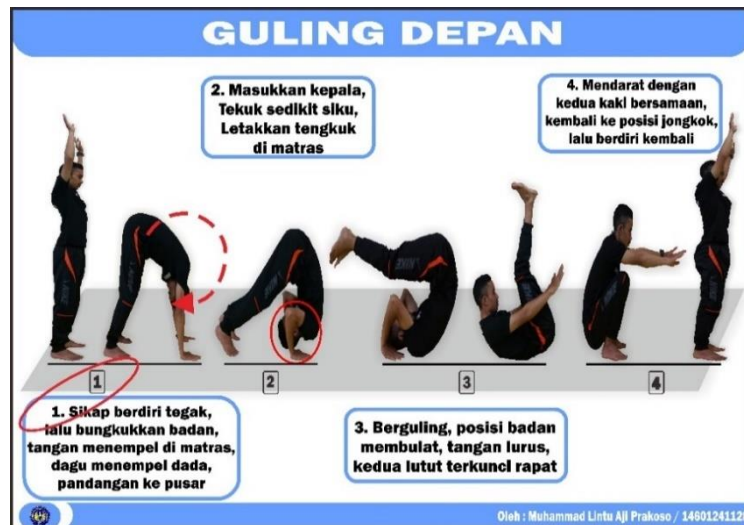 GULING DEPAN
2. Masukkan kepala,
Tekuk sedikit siku,
Letakkan tengkuk
di matras
4. Mendarat dengan
kedua kaki bersamaan,
kembali ke posisi jongkok,
lalu berdiri kembali
1
2
3
4
1. Sikap berdiri tegak,
lalu bungkukkan badan,
tangan menempel di matras,
dagu menempel dada,
pandangan ke pusar
3. Berguling, posisi badan
membulat, tangan lurus,
kedua lutut terkunci rapat
Oleh : Muhammad Lintu Aji Prakoso /